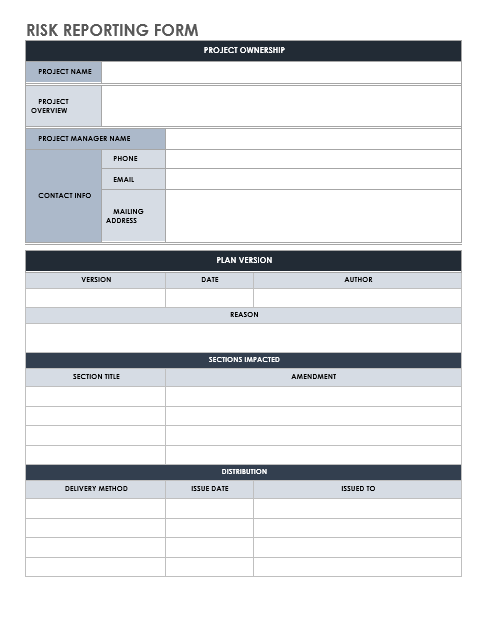 RISK REPORTING FORM
PROJECT OWNERSHIP
PROJECT NAME
PROJECT
OVERVIEW
PROJECT MANAGER NAME
CONTACT INFO
PHONE
EMAIL
MAILING
ADDRESS
PLAN VERSION
VERSION DATE AUTHOR
REASON
SECTIONS IMPACTED
SECTION TITLE AMENDMENT
DISTRIBUTION
DELIVERY METHOD ISSUE DATE ISSUED TO